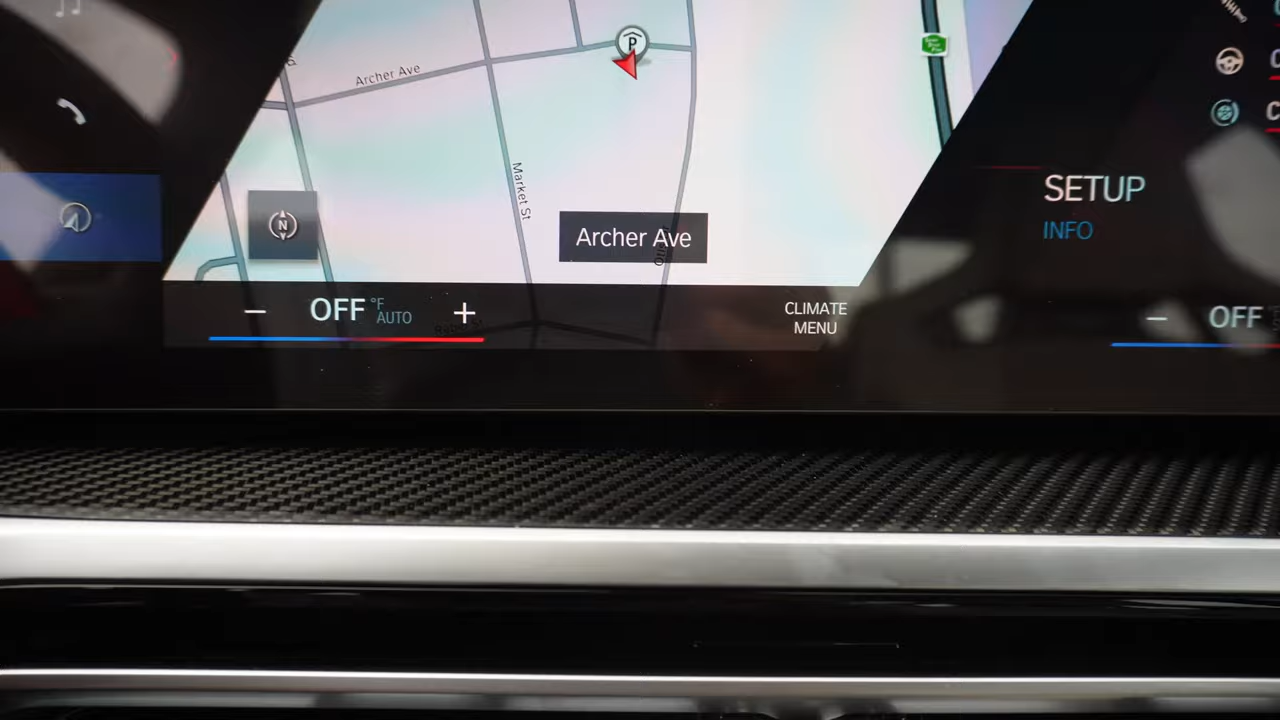 Archer Ave
P
Market St
N
SETUP
INFO
Archer Ave
− OFF °F AUTO +
CLIMATE
MENU
− OFF